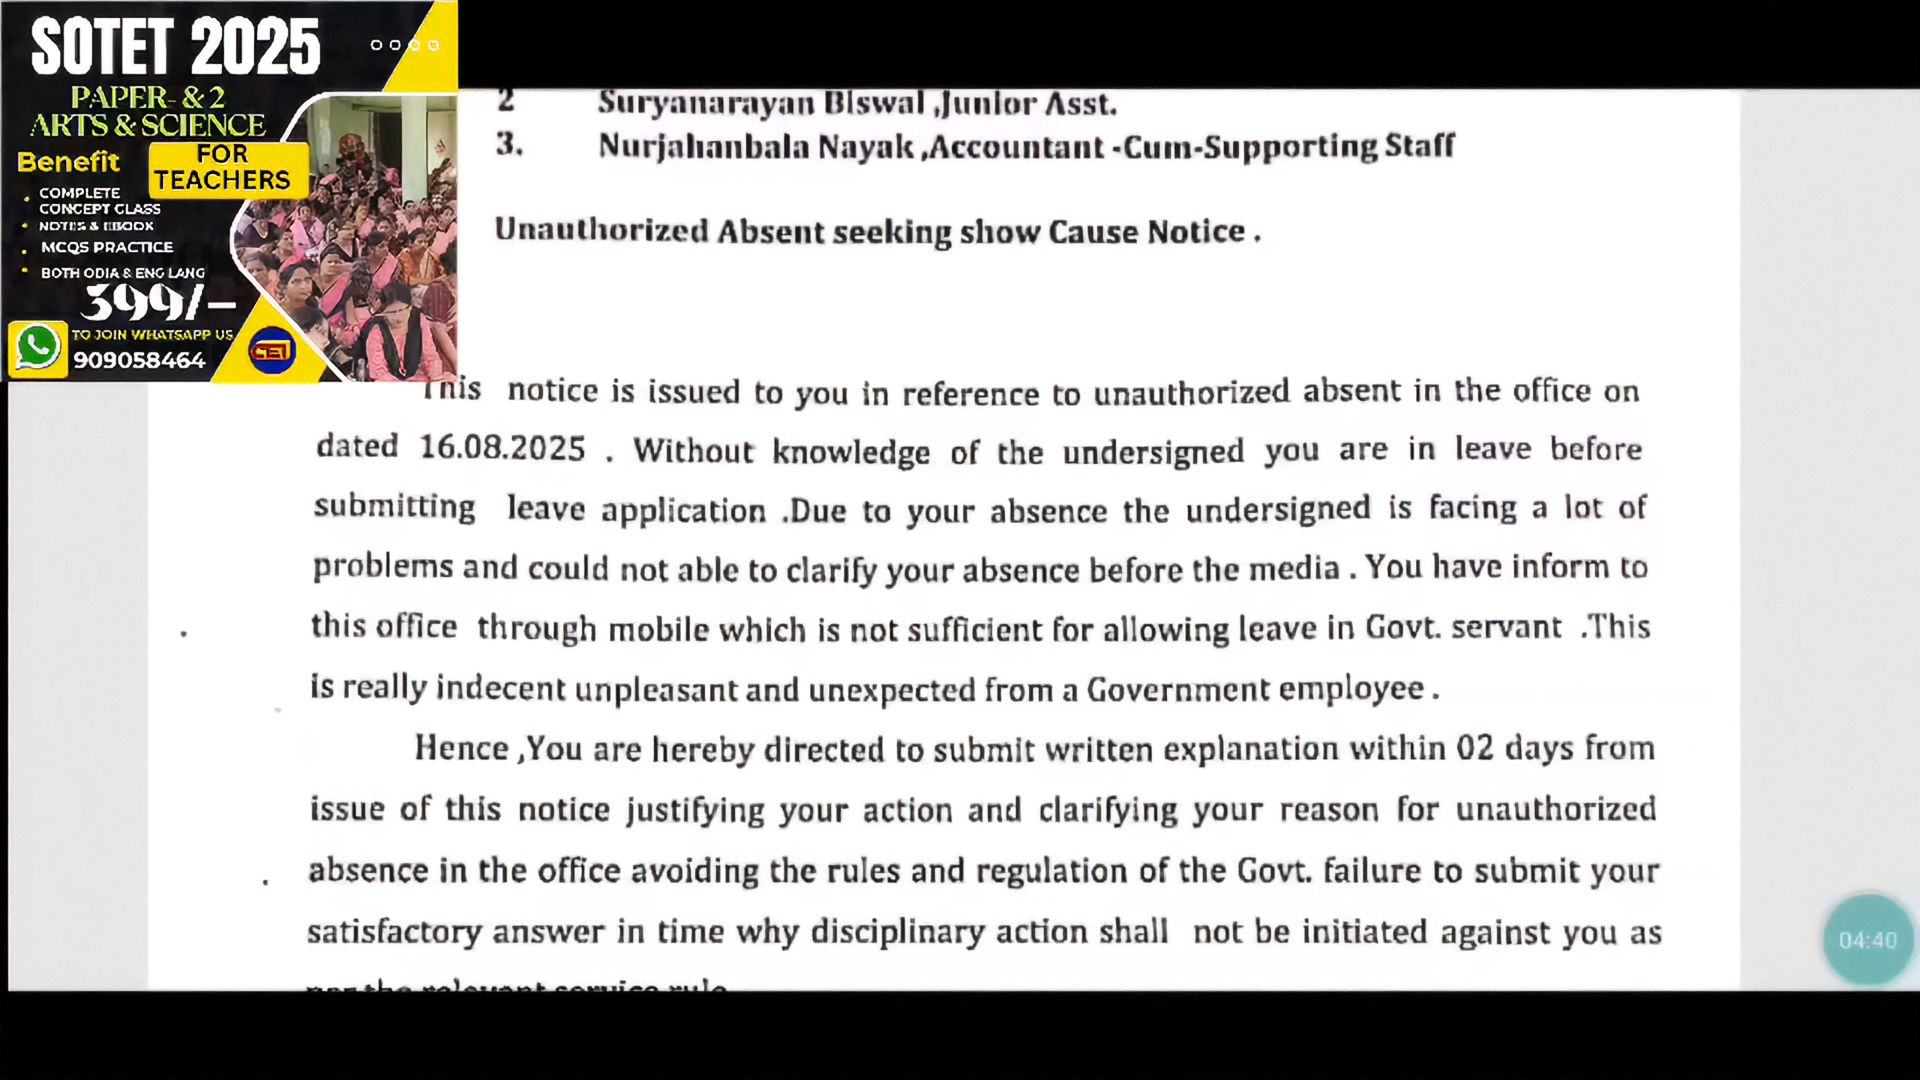 SOTET 2025
PAPER- & 2
ARTS & SCIENCE
Benefit
FOR
TEACHERS
COMPLETE
CONCEPT CLASS
NOTES & EBOOK
MCQS PRACTICE
BOTH ODIA & ENG LANG
399/-
TO JOIN WHATSAPP US
909058464
2 Suryanarayan Biswal ,Junior Asst.
3. Nurjahanbala Nayak ,Accountant -Cum-Supporting Staff
Unauthorized Absent seeking show Cause Notice .
This notice is issued to you in reference to unauthorized absent in the office on
dated 16.08.2025 . Without knowledge of the undersigned you are in leave before
submitting leave application .Due to your absence the undersigned is facing a lot of
problems and could not able to clarify your absence before the media . You have inform to
this office through mobile which is not sufficient for allowing leave in Govt. servant .This
is really indecent unpleasant and unexpected from a Government employee .
Hence ,You are hereby directed to submit written explanation within 02 days from
issue of this notice justifying your action and clarifying your reason for unauthorized
absence in the office avoiding the rules and regulation of the Govt. failure to submit your
satisfactory answer in time why disciplinary action shall not be initiated against you as
per the relevant service rule
04:40